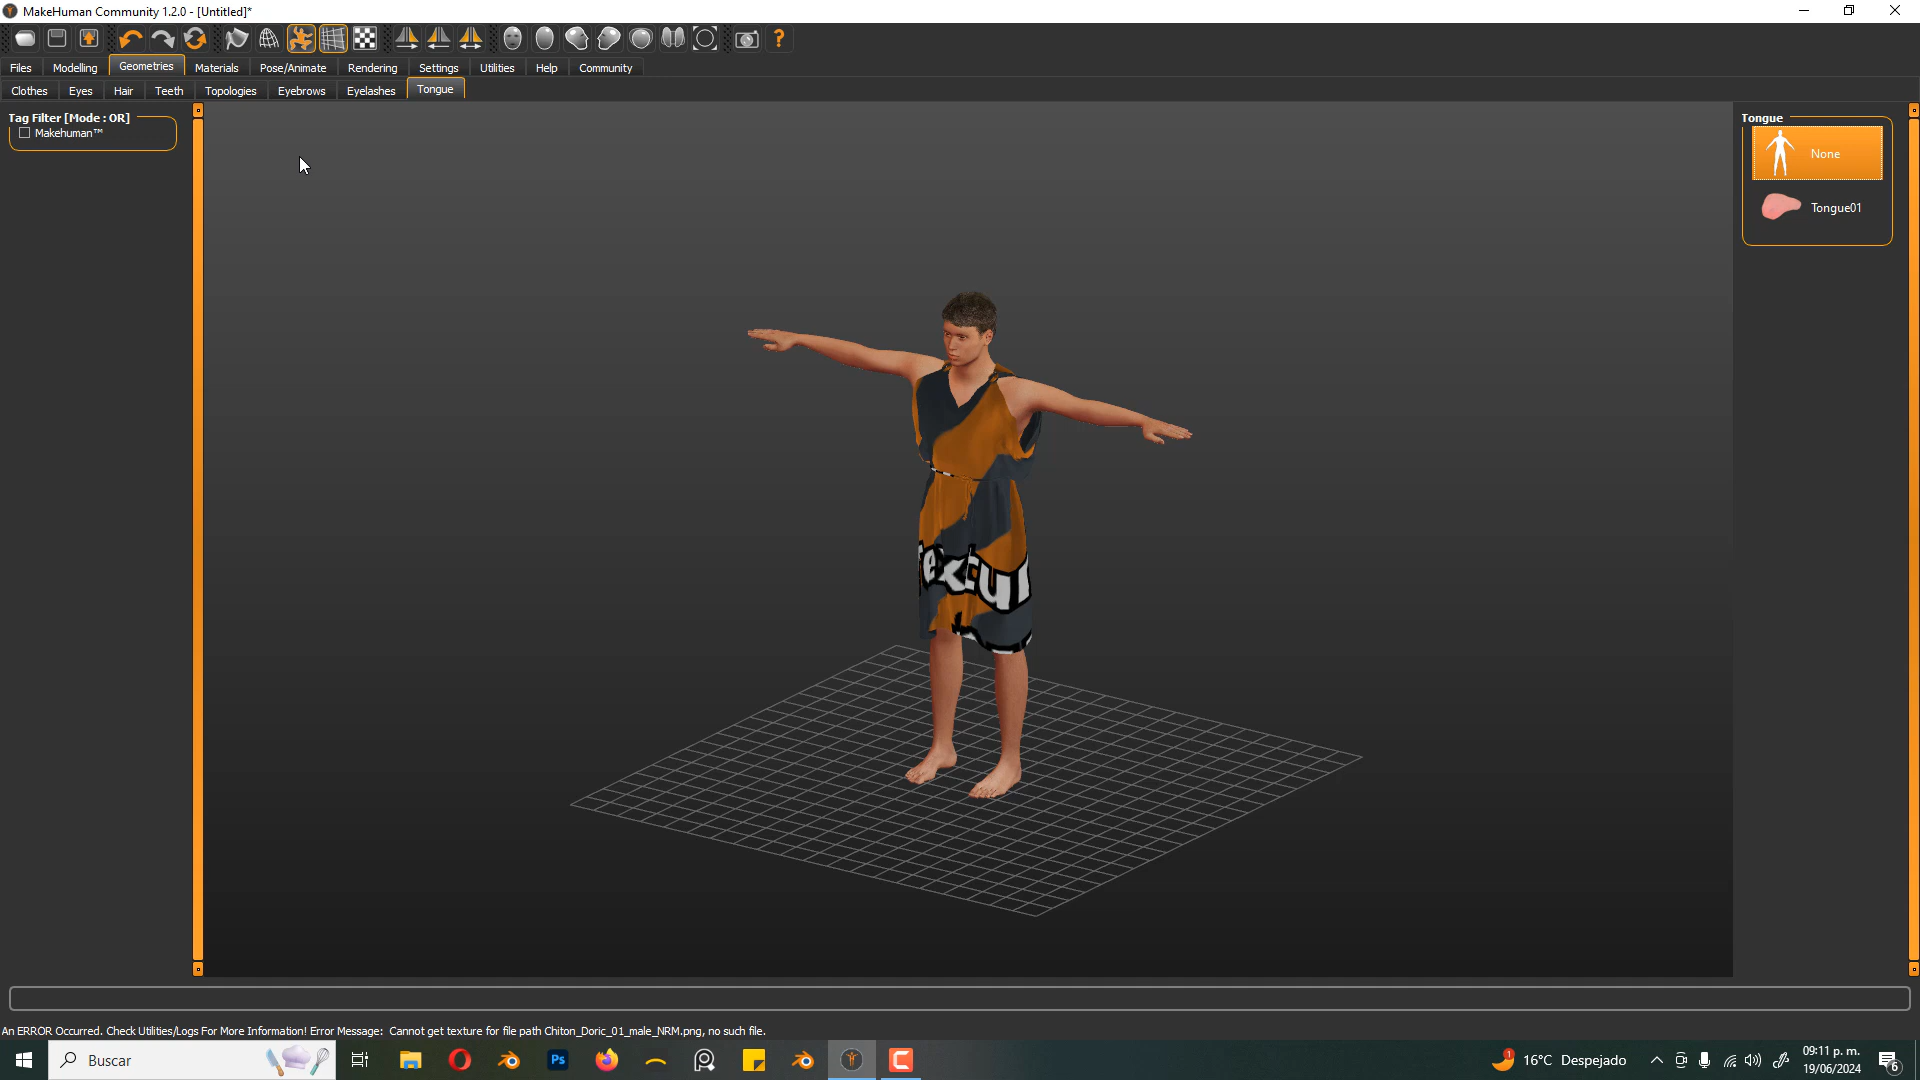 MakeHuman Community 1.2.0 - [Untitled]*
Files Modelling Geometries Materials Pose/Animate Rendering Settings Utilities Help Community
Clothes Eyes Hair Teeth Topologies Eyebrows Eyelashes Tongue
Tag Filter [Mode : OR]
Makehuman™
Tongue
None
Tongue01
An ERROR Occurred. Check Utilities/Logs For More Information! Error Message: Cannot get texture for file path Chiton_Doric_01_male_NRM.png, no such file.
Buscar
Ps
1
16°C Despejado
09:11 p. m.
19/06/2024
6